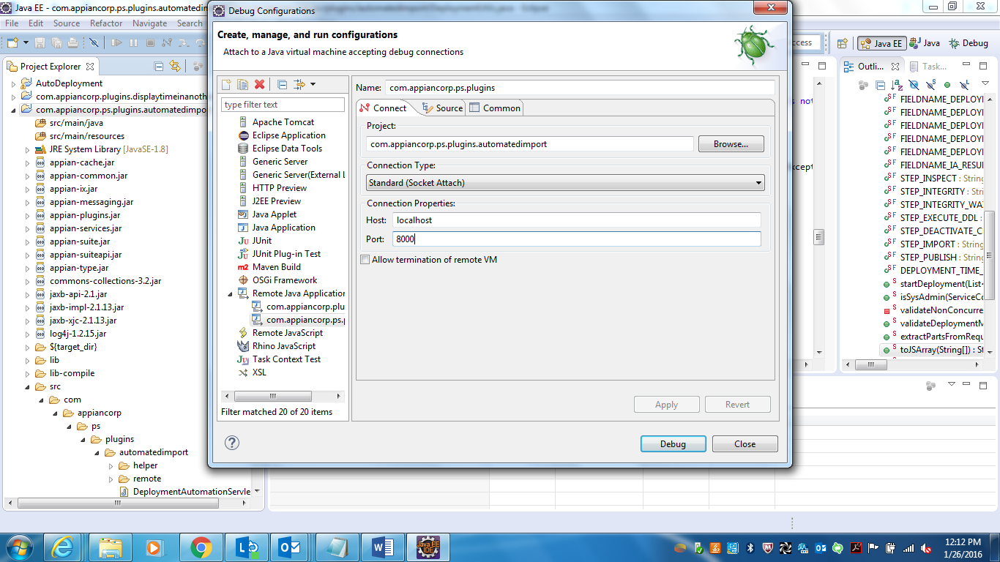 Java EE - com.appiancorp.ps.plugins.automatedim
Debug Configurations
File Edit Source Refactor Navigate Search
Create, manage, and run configurations
Attach to a Java virtual machine accepting debug connections
Java EE Java Debug
Project Explorer
AutoDeployment
com.appiancorp.plugins.displaytimeinanoth
com.appiancorp.ps.plugins.automatedimpo
src/main/java
src/main/resources
JRE System Library [JavaSE-1.8]
appian-cache.jar
appian-common.jar
appian-ix.jar
appian-messaging.jar
appian-plugins.jar
appian-services.jar
appian-suite.jar
appian-suiteapi.jar
appian-type.jar
commons-collections-3.2.jar
jaxb-api-2.1.jar
jaxb-impl-2.1.13.jar
jaxb-xjc-2.1.13.jar
log4j-1.2.15.jar
${target_dir}
lib
lib-compile
src
com
appiancorp
ps
plugins
automatedimport
helper
remote
DeploymentAutomationServle
type filter text
Apache Tomcat
Eclipse Application
Eclipse Data Tools
Generic Server
Generic Server(External L
HTTP Preview
J2EE Preview
Java Applet
Java Application
JUnit
JUnit Plug-in Test
Maven Build
OSGi Framework
Remote Java Application
com.appiancorp.plu
com.appiancorp.ps.p
Remote JavaScript
Rhino JavaScript
Task Context Test
XSL
Filter matched 20 of 20 items
Name: com.appiancorp.ps.plugins
Connect Source Common
Project:
com.appiancorp.ps.plugins.automatedimport
Browse...
Connection Type:
Standard (Socket Attach)
Connection Properties:
Host: localhost
Port: 8000
Allow termination of remote VM
Apply Revert
Debug Close
Outli... Task...
FIELDNAME_DEPLOY
FIELDNAME_DEPLOY
FIELDNAME_DEPLOY
FIELDNAME_DEPLOY
FIELDNAME_DEPLOY
FIELDNAME_IA_RESU
STEP_INSPECT : String
STEP_INTEGRITY : Stri
STEP_INTEGRITY_WA
STEP_EXECUTE_DDL :
STEP_DEACTIVATE_C
STEP_IMPORT : String
STEP_PUBLISH : String
DEPLOYMENT_TIME_
startDeployment(List<
isSysAdmin(ServiceCo
validateNonConcurre
validateDeploymentM
extractPartsFromRequ
toJSArray(String[]) : St
12:12 PM
1/26/2016